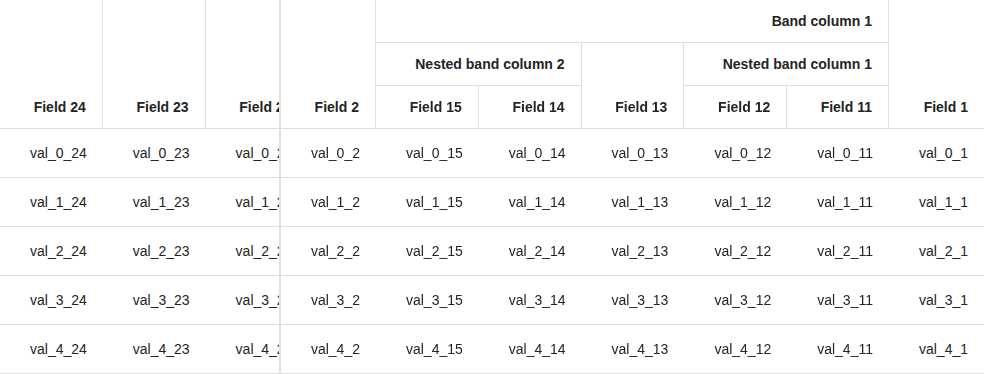 Band column 1
Nested band column 2 Nested band column 1
Field 24 Field 23 Field Field 2 Field 15 Field 14 Field 13 Field 12 Field 11 Field 1
val_0_24 val_0_23 val_0_2 val_0_15 val_0_14 val_0_13 val_0_12 val_0_11 val_0_1
val_1_24 val_1_23 val_1_2 val_1_15 val_1_14 val_1_13 val_1_12 val_1_11 val_1_1
val_2_24 val_2_23 val_2_2 val_2_15 val_2_14 val_2_13 val_2_12 val_2_11 val_2_1
val_3_24 val_3_23 val_3_2 val_3_15 val_3_14 val_3_13 val_3_12 val_3_11 val_3_1
val_4_24 val_4_23 val_4_2 val_4_15 val_4_14 val_4_13 val_4_12 val_4_11 val_4_1